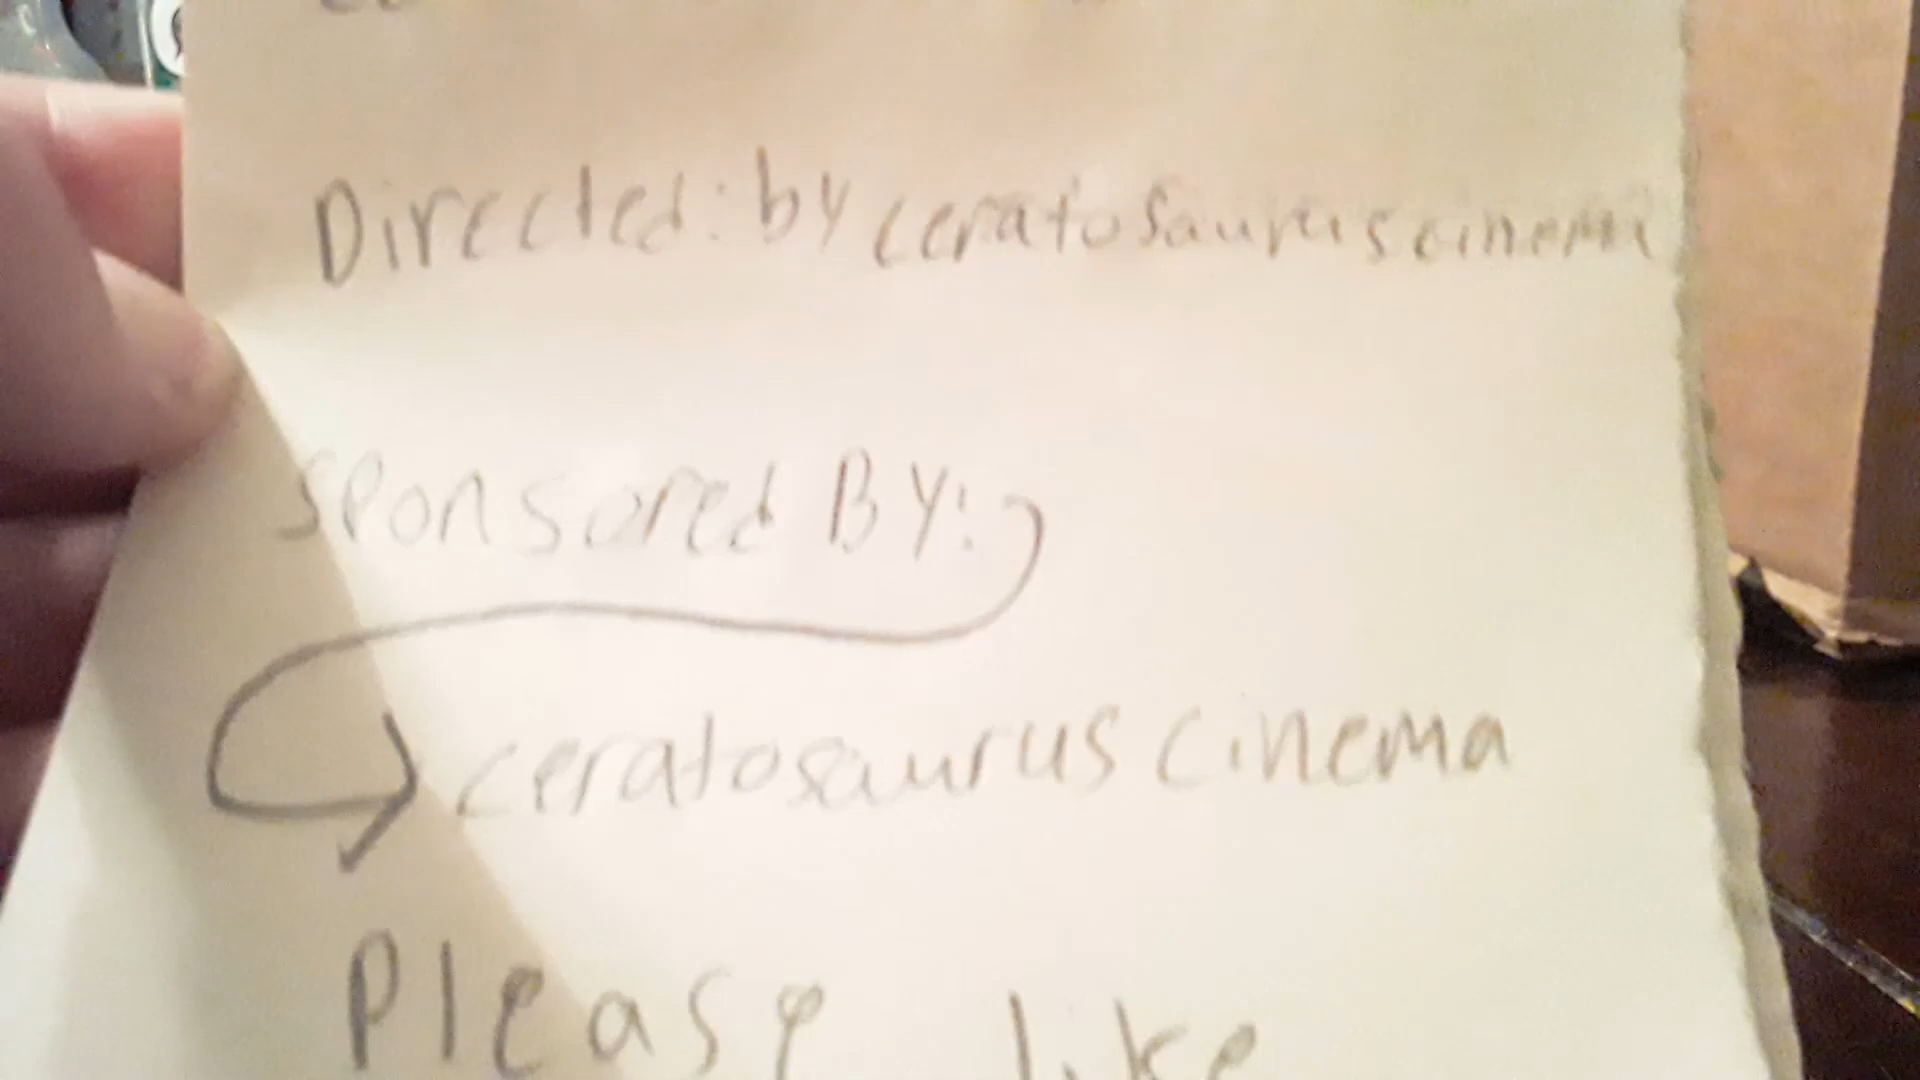 Directed: by ceratosaurus cinema
Sponsored BY:
ceratosaurus cinema
Please like